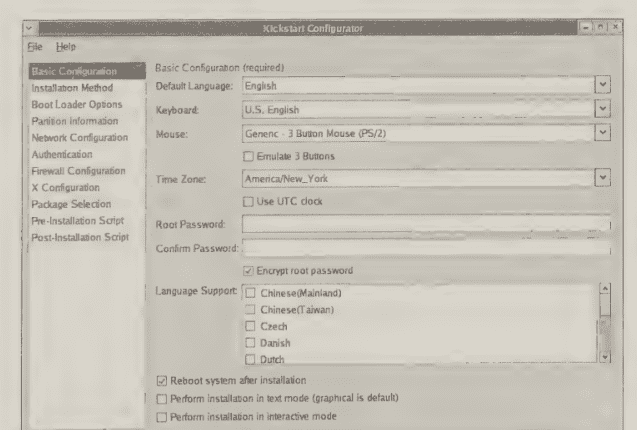 Kickstart Configurator
File Help
Basic Configuration
Installation Method
Boot Loader Options
Partition Information
Network Configuration
Authentication
Firewall Configuration
X Configuration
Package Selection
Pre-Installation Script
Post-Installation Script
Basic Configuration (required)
Default Language: English
Keyboard: U.S. English
Mouse: Generic - 3 Button Mouse (PS/2)
Emulate 3 Buttons
Time Zone: America/New_York
Use UTC clock
Root Password:
Confirm Password:
Encrypt root password
Language Support: Chinese(Mainland)
Chinese(Taiwan)
Czech
Danish
Dutch
Reboot system after installation
Perform installation in text mode (graphical is default)
Perform installation in interactive mode